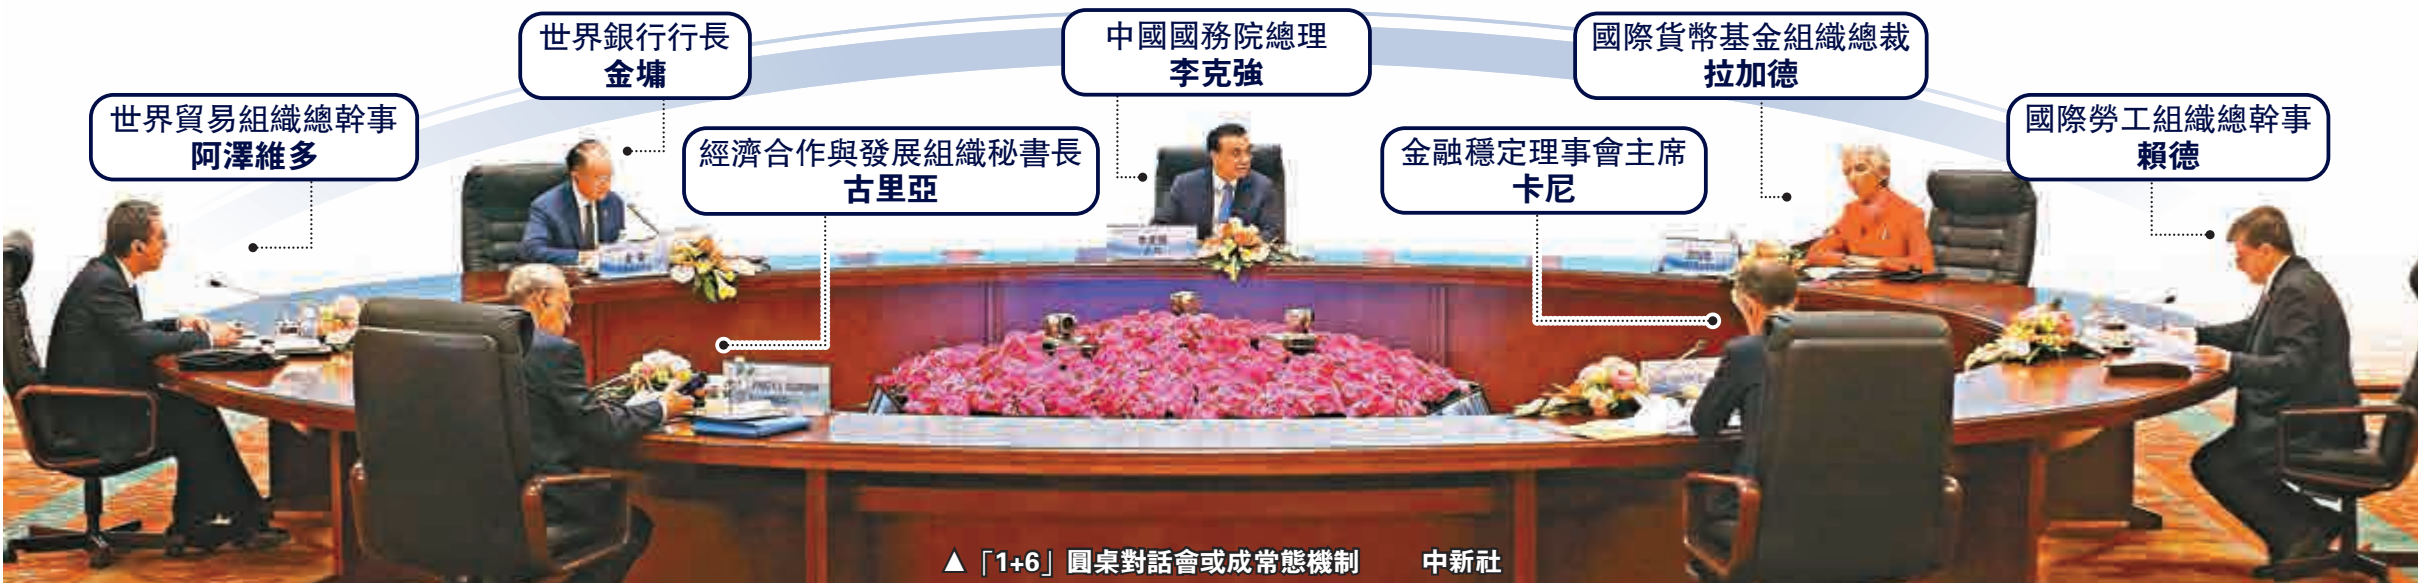 世界銀行行長
金墉
中國國務院總理
李克強
國際貨幣基金組織總裁
拉加德
世界貿易組織總幹事
阿澤維多
國際勞工組織總幹事
賴德
經濟合作與發展組織秘書長
古里亞
金融穩定理事會主席
卡尼
▲「1+6」圓桌對話會或成常態機制 中新社